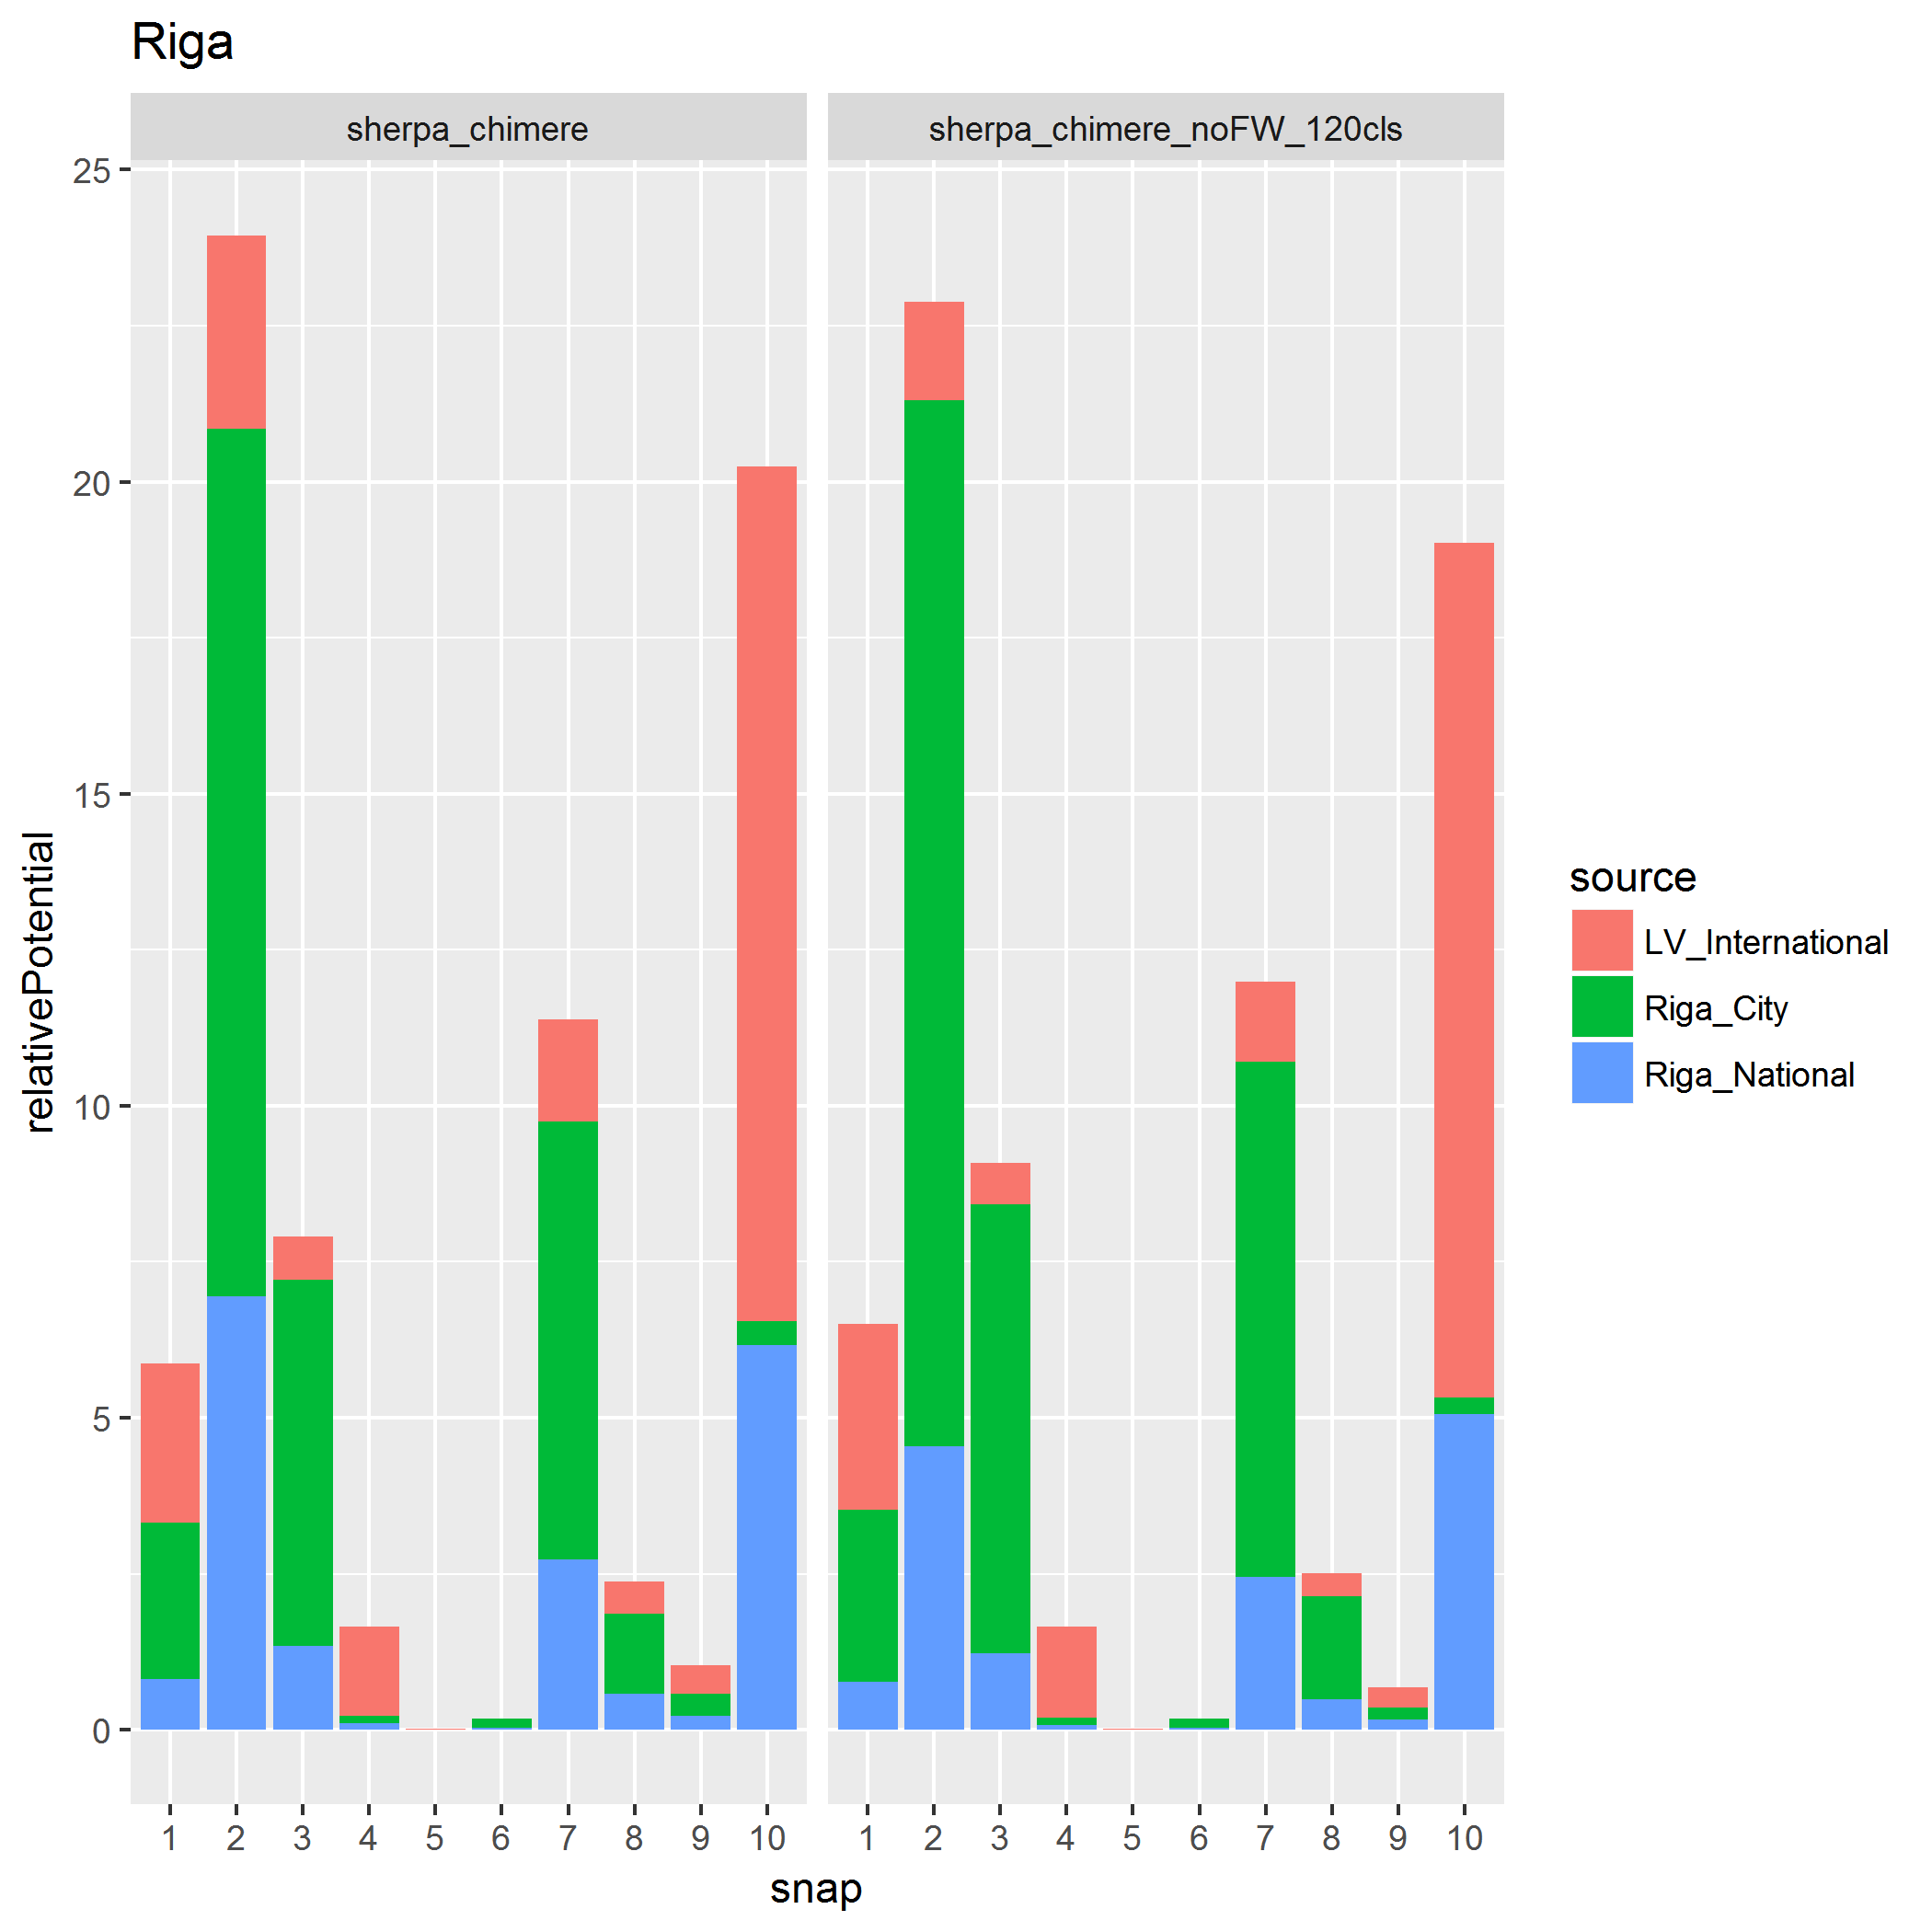 Riga
sherpa_chimere
sherpa_chimere_noFW_120cls
25
20
15
10
5
0
relativePotential
1 2 3 4 5 6 7 8 9 10
1 2 3 4 5 6 7 8 9 10
snap
source
LV_International
Riga_City
Riga_National